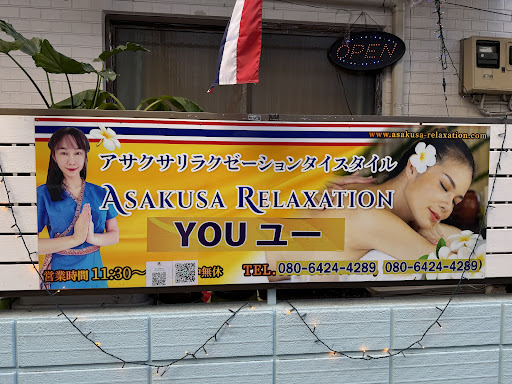 OPEN
www.asakusa-relaxation.com
アサクサリラクゼーションタイスタイル
ASAKUSA RELAXATION
YOU ユー
営業時間 11:30～ 中無休
TEL. 080-6424-4289 080-6424-4289